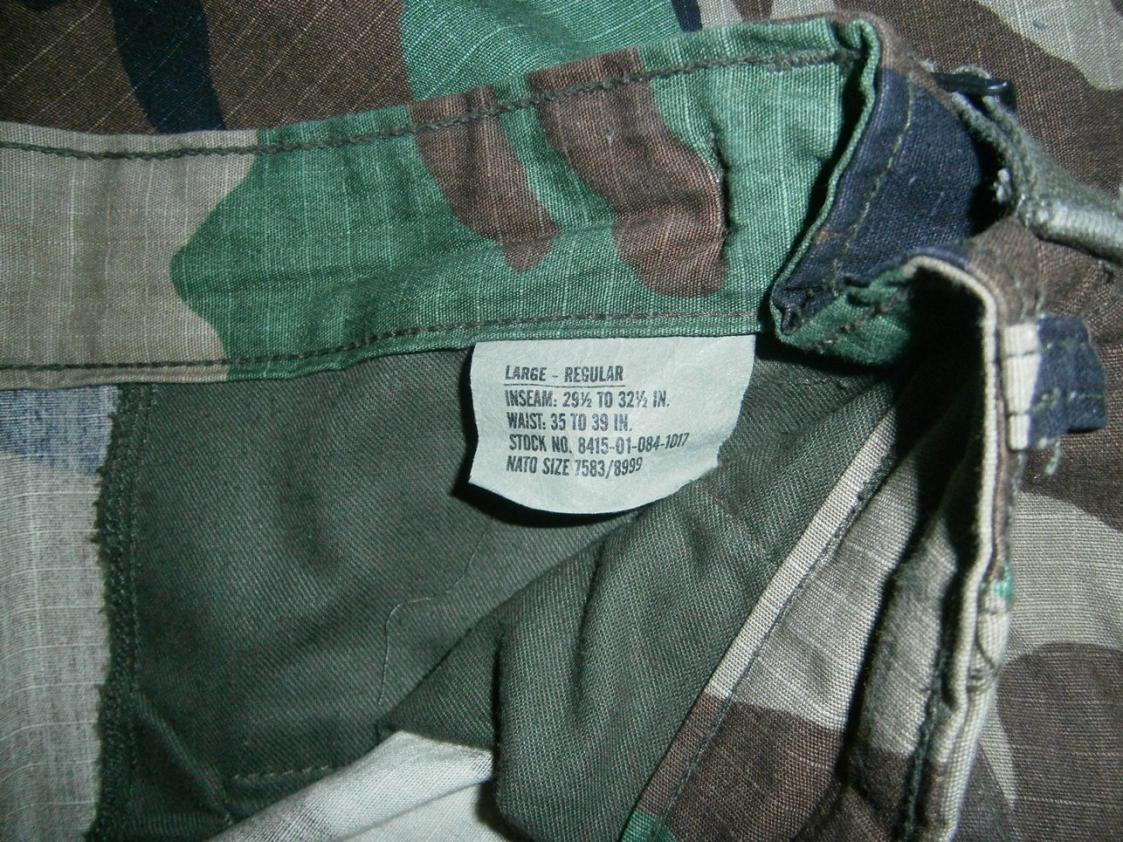 LARGE - REGULAR
INSEAM: 29½ TO 32½ IN.
WAIST: 35 TO 39 IN.
STOCK NO. 8415-01-084-1017
NATO SIZE 7583/8999